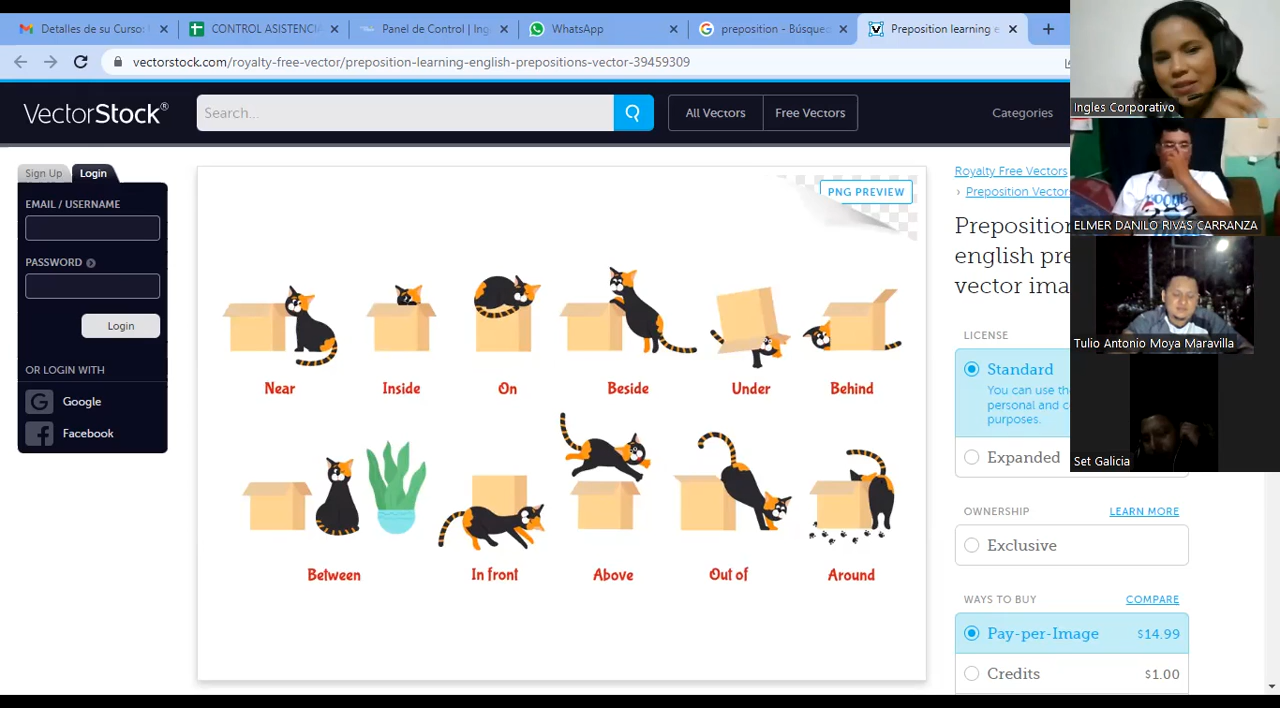 Detalles de su Curso:
CONTROL ASISTENCIA
Panel de Control | Ing
WhatsApp
preposition - Búsqued
Preposition learning e
vectorstock.com/royalty-free-vector/preposition-learning-english-prepositions-vector-39459309
VectorStock®
Search...
All Vectors
Free Vectors
Categories
Sign Up
Login
EMAIL / USERNAME
PASSWORD
Login
OR LOGIN WITH
Google
Facebook
PNG PREVIEW
Near
Inside
On
Beside
Under
Behind
Between
In front
Above
Out of
Around
Royalty Free Vectors
› Preposition Vector
Preposition
english pre
vector ima
LICENSE
Standard
You can use th
personal and c
purposes.
Expanded
OWNERSHIP
LEARN MORE
Exclusive
WAYS TO BUY
COMPARE
Pay-per-Image
$14.99
Credits
$1.00
Ingles Corporativo
ELMER DANILO RIVAS CARRANZA
Tulio Antonio Moya Maravilla
Set Galicia